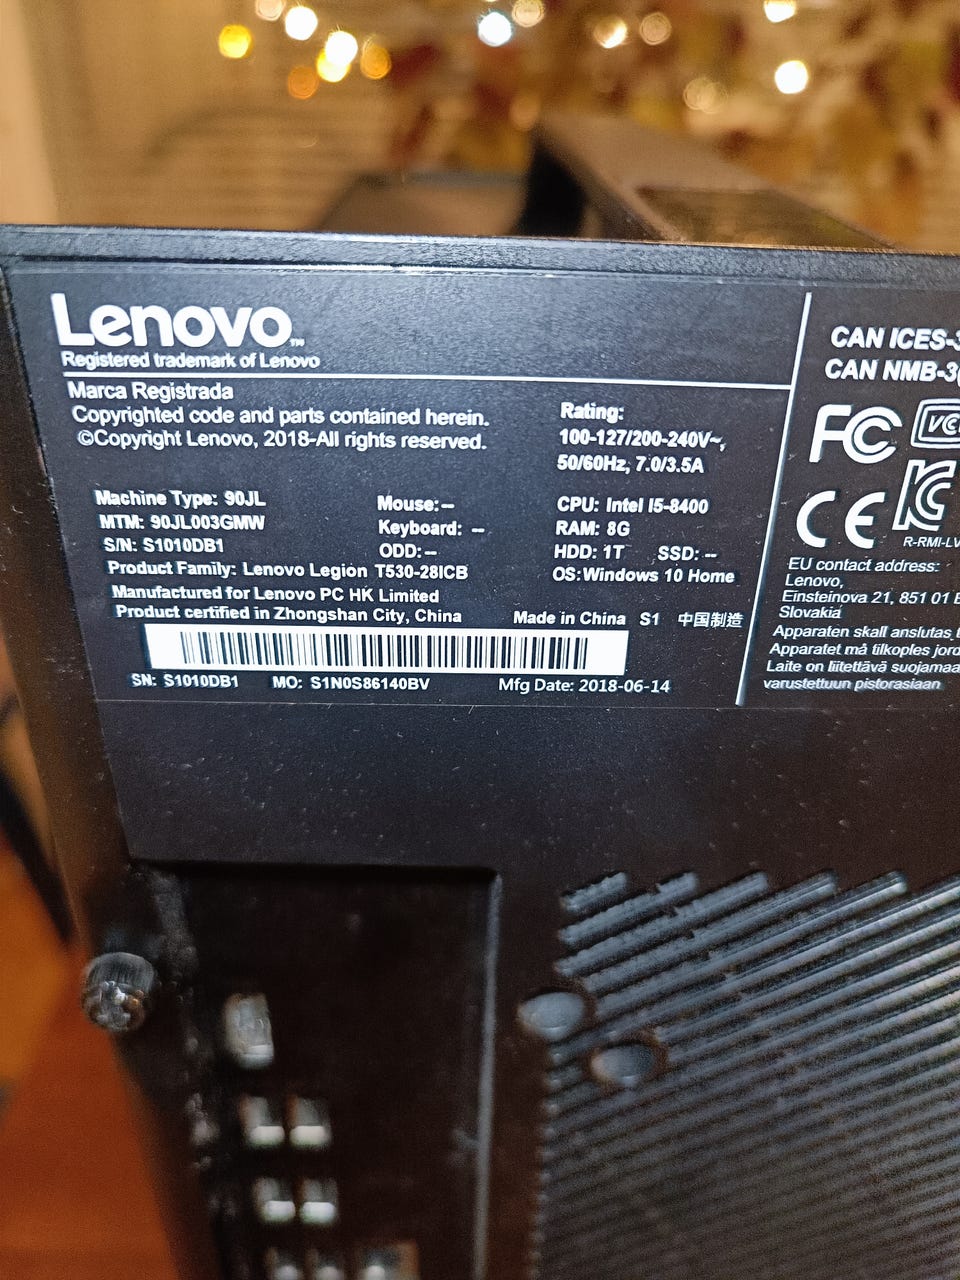 Lenovo™
Registered trademark of Lenovo
Marca Registrada
Copyrighted code and parts contained herein.
©Copyright Lenovo, 2018-All rights reserved.
Rating:
100-127/200-240V~,
50/60Hz, 7.0/3.5A
Machine Type: 90JL
MTM: 90JL003GMW
S/N: S1010DB1
Mouse:--
Keyboard: --
ODD:--
CPU: Intel I5-8400
RAM: 8G
HDD: 1T SSD: --
OS:Windows 10 Home
Product Family: Lenovo Legion T530-28ICB
Manufactured for Lenovo PC HK Limited
Product certified in Zhongshan City, China
Made in China S1 中国制造
SN: S1010DB1 MO: S1N0S86140BV Mfg Date: 2018-06-14
CAN ICES-3
CAN NMB-3(
FC
VC
CE
R-RMI-LV
EU contact address:
Lenovo,
Einsteinova 21, 851 01
Slovakia
Apparaten skall anslutas
Apparatet må tilkoples
Laite on liitettävä
varustettuun pistorasiaan